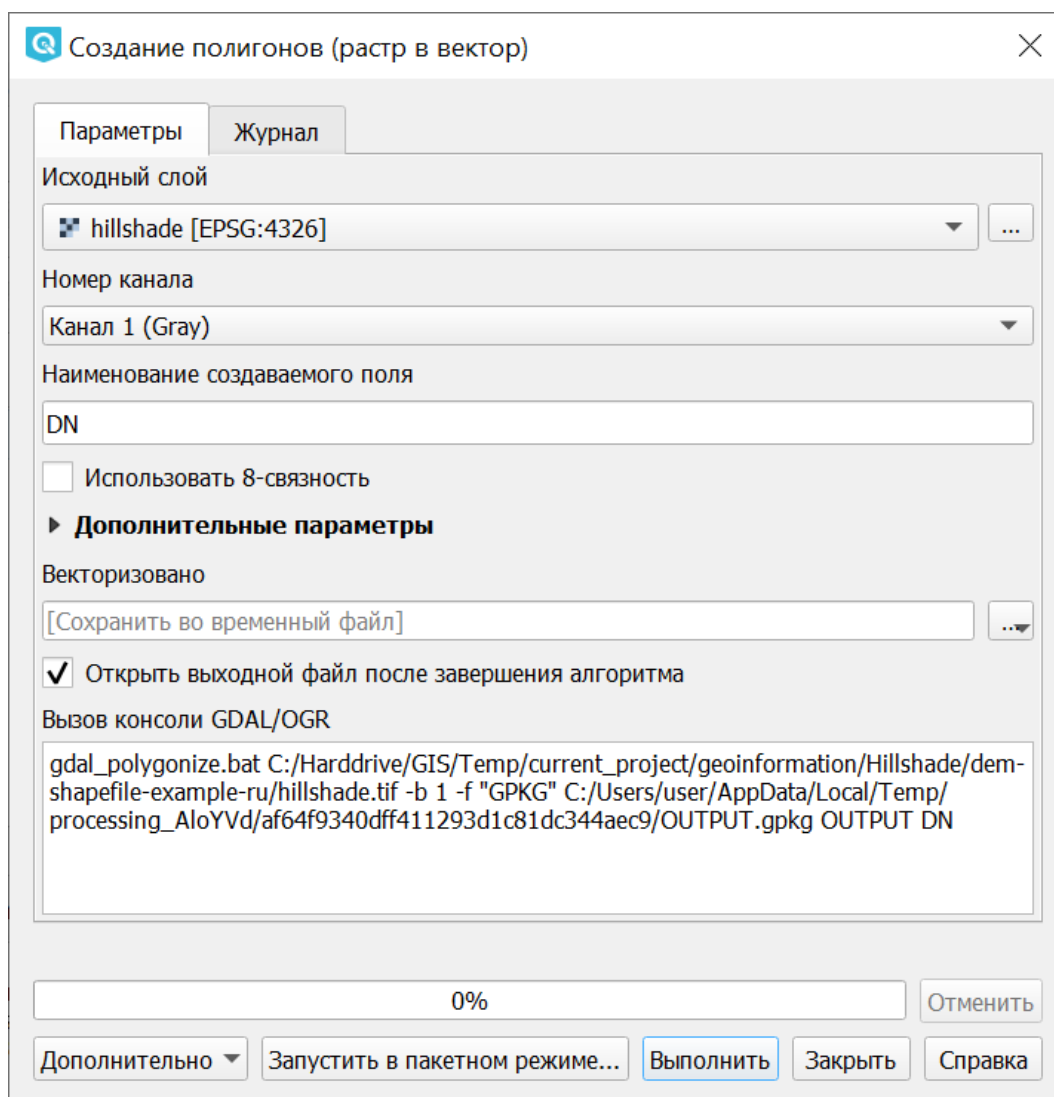 Создание полигонов (растр в вектор)
Параметры
Журнал
Исходный слой
hillshade [EPSG:4326]
...
Номер канала
Канал 1 (Gray)
Наименование создаваемого поля
DN
Использовать 8-связность
Дополнительные параметры
Векторизовано
[Сохранить во временный файл]
...
Открыть выходной файл после завершения алгоритма
Вызов консоли GDAL/OGR
gdal_polygonize.bat C:/Harddrive/GIS/Temp/current_project/geoinformation/Hillshade/dem-
shapefile-example-ru/hillshade.tif -b 1 -f "GPKG" C:/Users/user/AppData/Local/Temp/
processing_AloYVd/af64f9340dff411293d1c81dc344aec9/OUTPUT.gpkg OUTPUT DN
0%
Отменить
Дополнительно
Запустить в пакетном режиме...
Выполнить
Закрыть
Справка